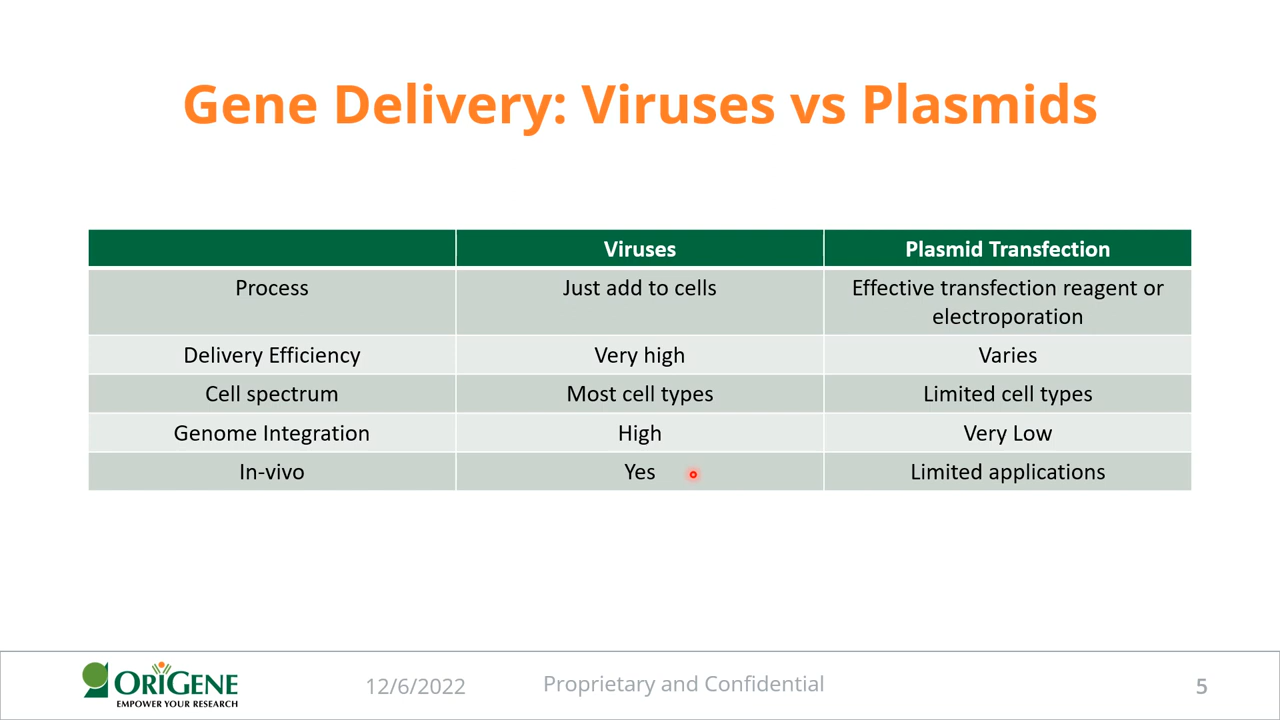 Gene Delivery: Viruses vs Plasmids
Viruses Plasmid Transfection
Process Just add to cells Effective transfection reagent or
electroporation
Delivery Efficiency Very high Varies
Cell spectrum Most cell types Limited cell types
Genome Integration High Very Low
In-vivo Yes Limited applications
ORIGENE
EMPOWER YOUR RESEARCH
12/6/2022 Proprietary and Confidential 5